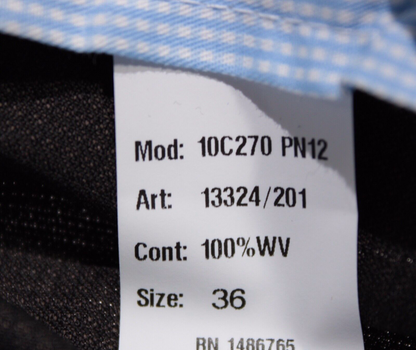 Mod: 10C270 PN12
Art: 13324/201
Cont: 100%WV
Size: 36
RN 1486765